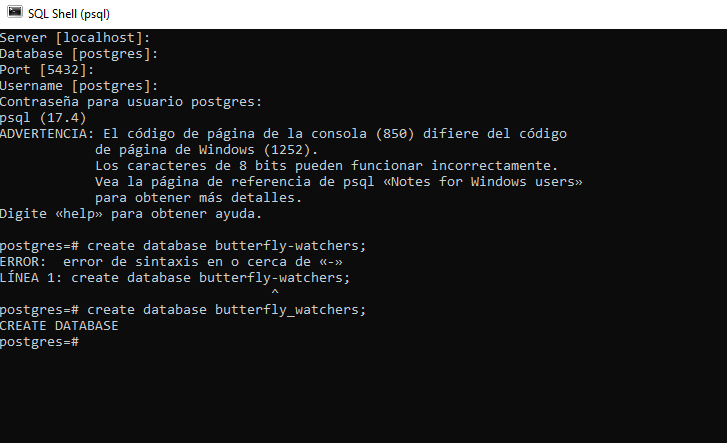 SQL Shell (psql)
Server [localhost]:
Database [postgres]:
Port [5432]:
Username [postgres]:
Contraseña para usuario postgres:
psql (17.4)
ADVERTENCIA: El código de página de la consola (850) difiere del código
            de página de Windows (1252).
            Los caracteres de 8 bits pueden funcionar incorrectamente.
            Vea la página de referencia de psql «Notes for Windows users»
            para obtener más detalles.
Digite «help» para obtener ayuda.

postgres=# create database butterfly-watchers;
ERROR:  error de sintaxis en o cerca de «-»
LÍNEA 1: create database butterfly-watchers;
                                  ^
postgres=# create database butterfly_watchers;
CREATE DATABASE
postgres=#